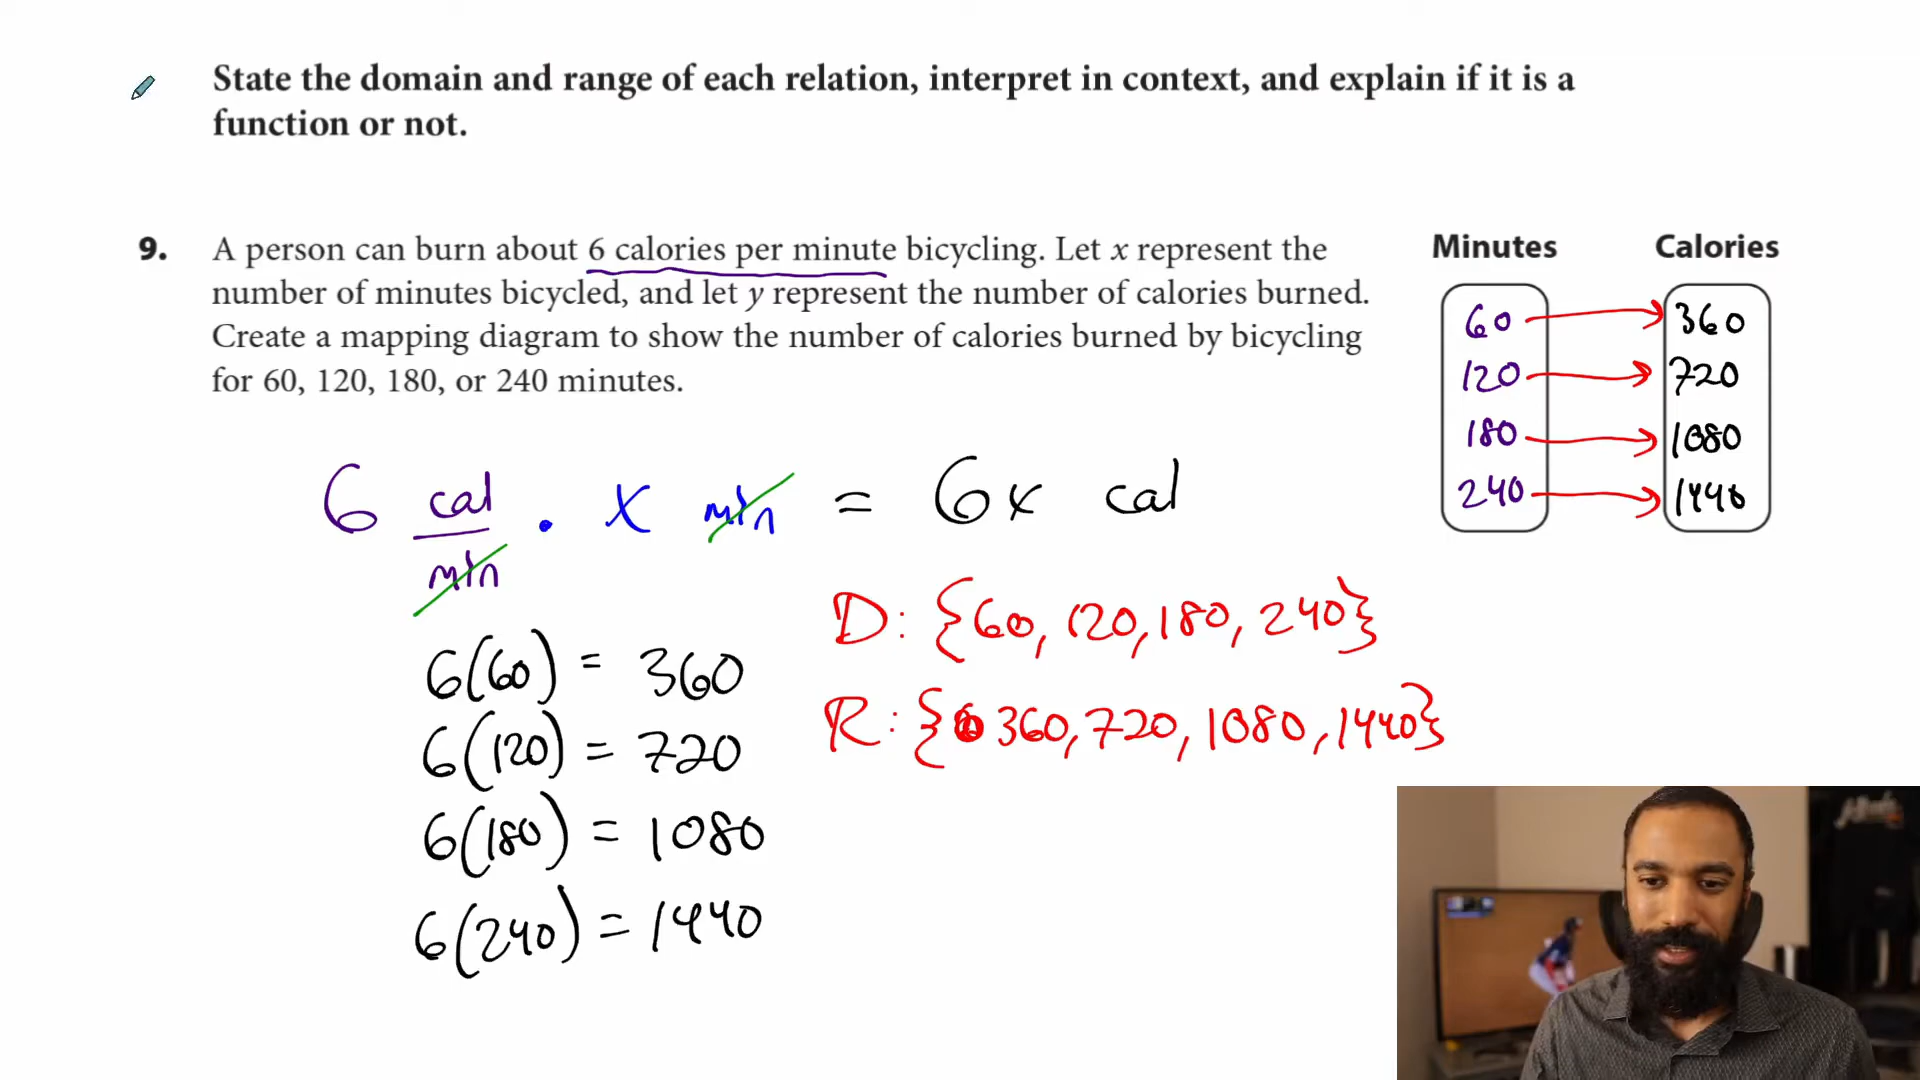 State the domain and range of each relation, interpret in context, and explain if it is a
function or not.
9. A person can burn about 6 calories per minute bicycling. Let x represent the
number of minutes bicycled, and let y represent the number of calories burned.
Create a mapping diagram to show the number of calories burned by bicycling
for 60, 120, 180, or 240 minutes.
Minutes Calories
60 360
120 720
180 1080
240 1440
6 cal/min · x min = 6x cal
6(60) = 360
6(120) = 720
6(180) = 1080
6(240) = 1440
D: {60, 120, 180, 240}
R: {360, 720, 1080, 1440}